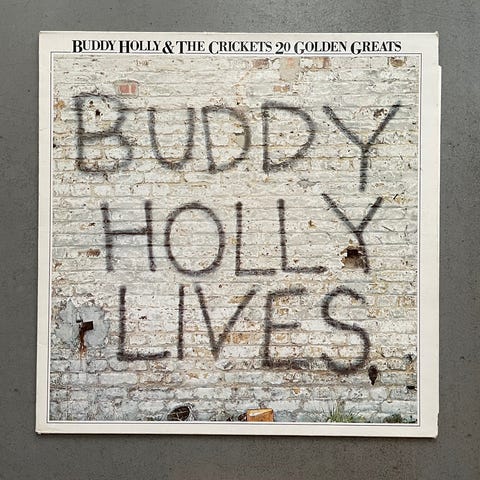 BUDDY HOLLY & THE CRICKETS 20 GOLDEN GREATS
BUDDY
HOLLY
LIVES.